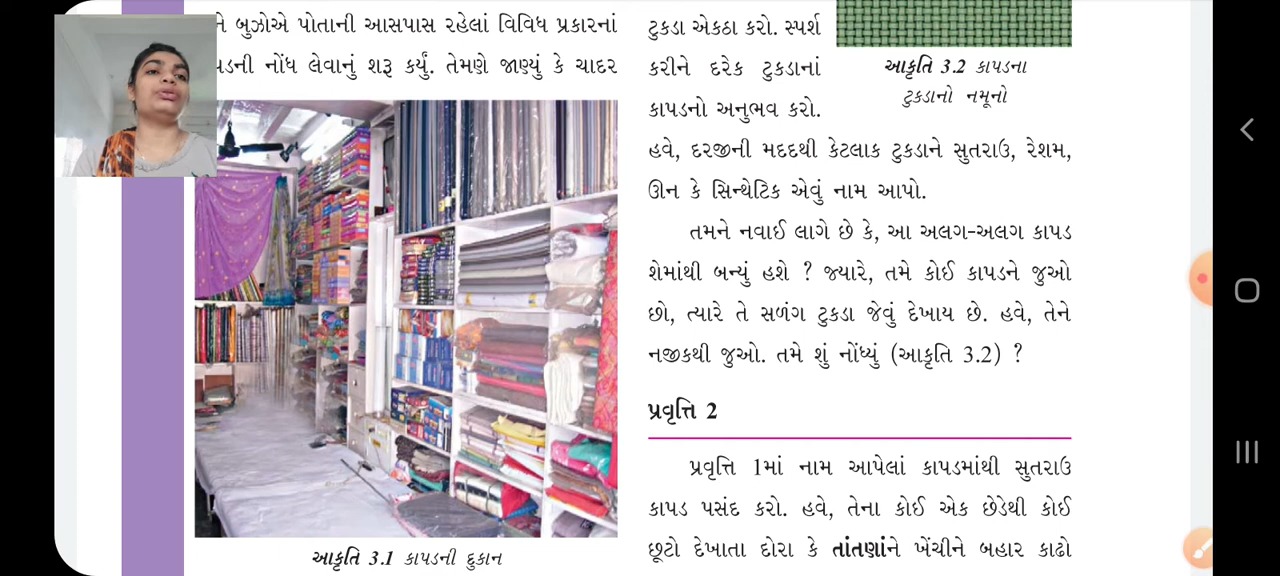 બુઝોએ પોતાની આસપાસ રહેલાં વિવિધ પ્રકારનાં
નોંધ લેવાનું શરૂ કર્યું. તેમણે જાણ્યું કે ચાદર
આકૃતિ 3.1 કાપડની દુકાન
ટુકડા એકઠા કરો. સ્પર્શ
કરીને દરેક ટુકડાનાં
કાપડનો અનુભવ કરો.
આકૃતિ 3.2 કાપડના
ટુકડાનો નમૂનો
હવે, દરજીની મદદથી કેટલાક ટુકડાને સુતરાઉ, રેશમ,
ઊન કે સિન્થેટિક એવું નામ આપો.
તમને નવાઈ લાગે છે કે, આ અલગ-અલગ કાપડ
શેમાંથી બન્યું હશે ? જ્યારે, તમે કોઈ કાપડને જુઓ
છો, ત્યારે તે સળંગ ટુકડા જેવું દેખાય છે. હવે, તેને
નજીકથી જુઓ. તમે શું નોંધ્યું (આકૃતિ 3.2) ?
પ્રવૃત્તિ 2
પ્રવૃત્તિ 1માં નામ આપેલાં કાપડમાંથી સુતરાઉ
કાપડ પસંદ કરો. હવે, તેના કોઈ એક છેડેથી કોઈ
છૂટો દેખાતા દોરા કે તાંતણાંને ખેંચીને બહાર કાઢો